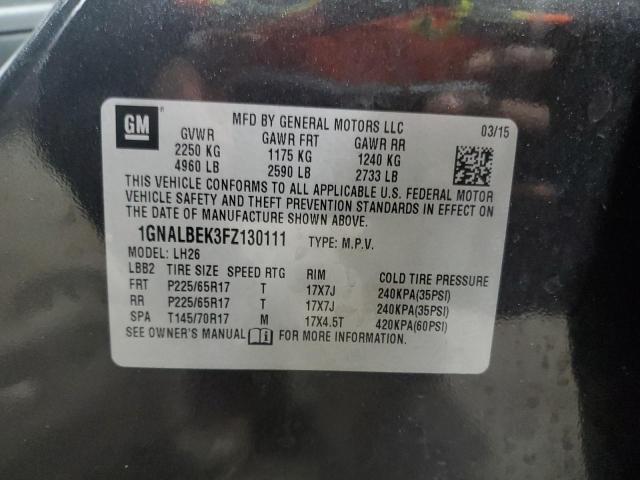 GM
MFD BY GENERAL MOTORS LLC 03/15
GVWR GAWR FRT GAWR RR
2250 KG 1175 KG 1240 KG
4960 LB 2590 LB 2733 LB
THIS VEHICLE CONFORMS TO ALL APPLICABLE U.S. FEDERAL MOTOR
VEHICLE SAFETY AND THEFT PREVENTION STANDARDS IN EFFECT ON
THE DATE OF MANUFACTURE SHOWN ABOVE.
1GNALBEK3FZ130111 TYPE: M.P.V.
MODEL: LH26
LBB2 TIRE SIZE SPEED RTG RIM COLD TIRE PRESSURE
FRT P225/65R17 T 17X7J 240KPA(35PSI)
RR P225/65R17 T 17X7J 240KPA(35PSI)
SPA T145/70R17 M 17X4.5T 420KPA(60PSI)
SEE OWNER'S MANUAL FOR MORE INFORMATION.